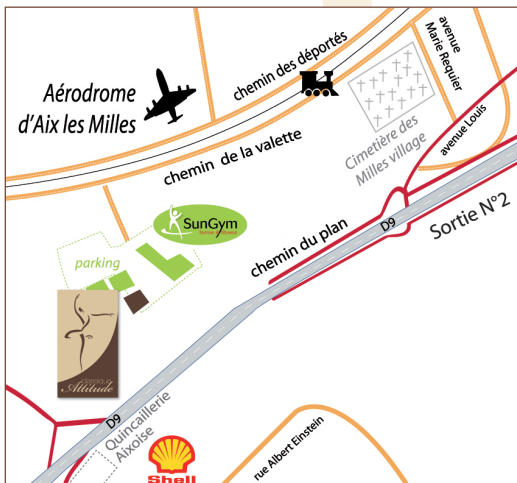 avenue
Marie Requier
chemin des déportés
Aérodrome
d'Aix les Milles
avenue Louis
Cimetière des
Milles village
chemin de la valette
SunGym
chemin du plan
D9
Sortie N°2
parking
Attitude
D9
Quincaillerie
Aixoise
rue Albert Einstein
Shell